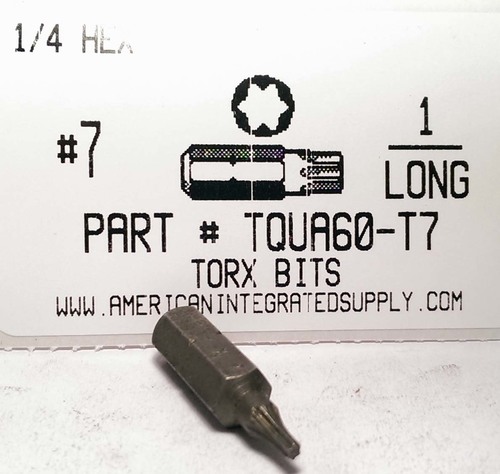 1/4 HEX
#7
1
LONG
PART # TQUA60-T7
TORX BITS
WWW.AMERICANINTEGRATEDSUPPLY.COM